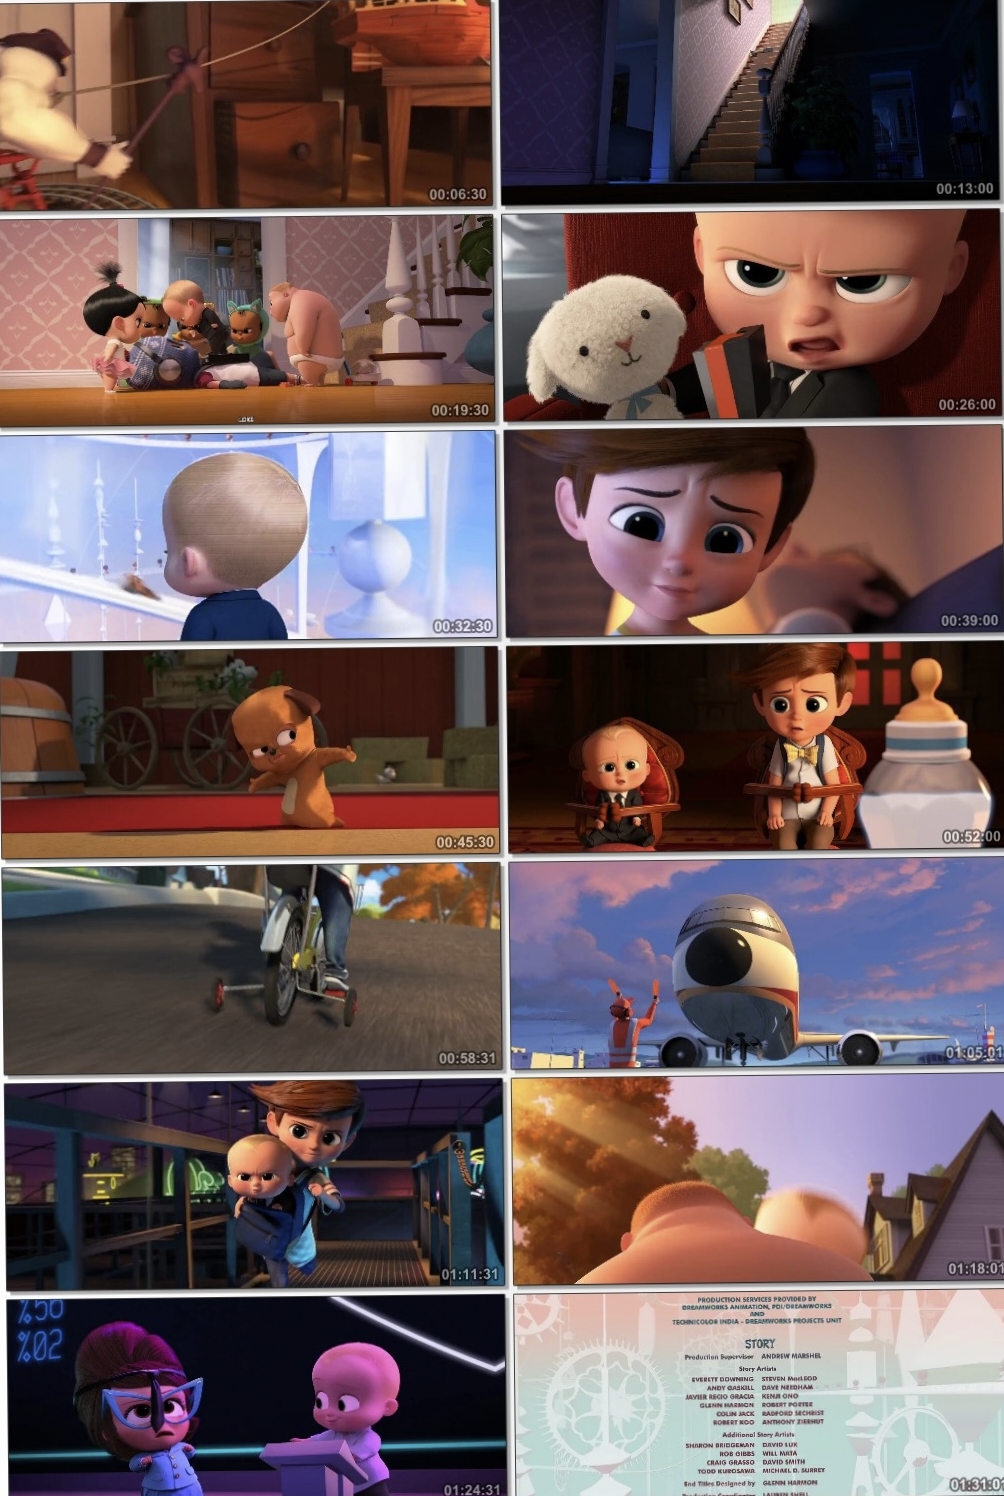 00:06:30
00:13:00
00:19:30
00:26:00
00:32:30
00:39:00
00:45:30
00:52:00
00:58:31
01:05:01
01:11:31
01:18:01
%50
%02
01:24:31
PRODUCTION SERVICES PROVIDED BY
DREAMWORKS ANIMATION, PDI/DREAMWORKS
AND
TECHNICOLOR INDIA - DREAMWORKS PROJECTS UNIT
STORY
Production Supervisor ANDREW MARSHEL
Story Artists
EVERETT DOWNING STEVEN MacLEOD
ANDY GASKILL DAVE NEEDHAM
JAVIER RECIO GRACIA KENJI ONO
GLENN HARMON ROBERT PORTER
COLIN JACK RADFORD SECHRIST
ROBERT KOO ANTHONY ZIERHUT
Additional Story Artists
SHARON BRIDGEMAN DAVID LUX
ROB GIBBS WILL MATA
CRAIG GRASSO DAVID SMITH
TODD KUROSAWA MICHAEL D. SURREY
End Titles Designed by GLENN HARMON
Production Coordinator LAUREN SHELL
01:31:01